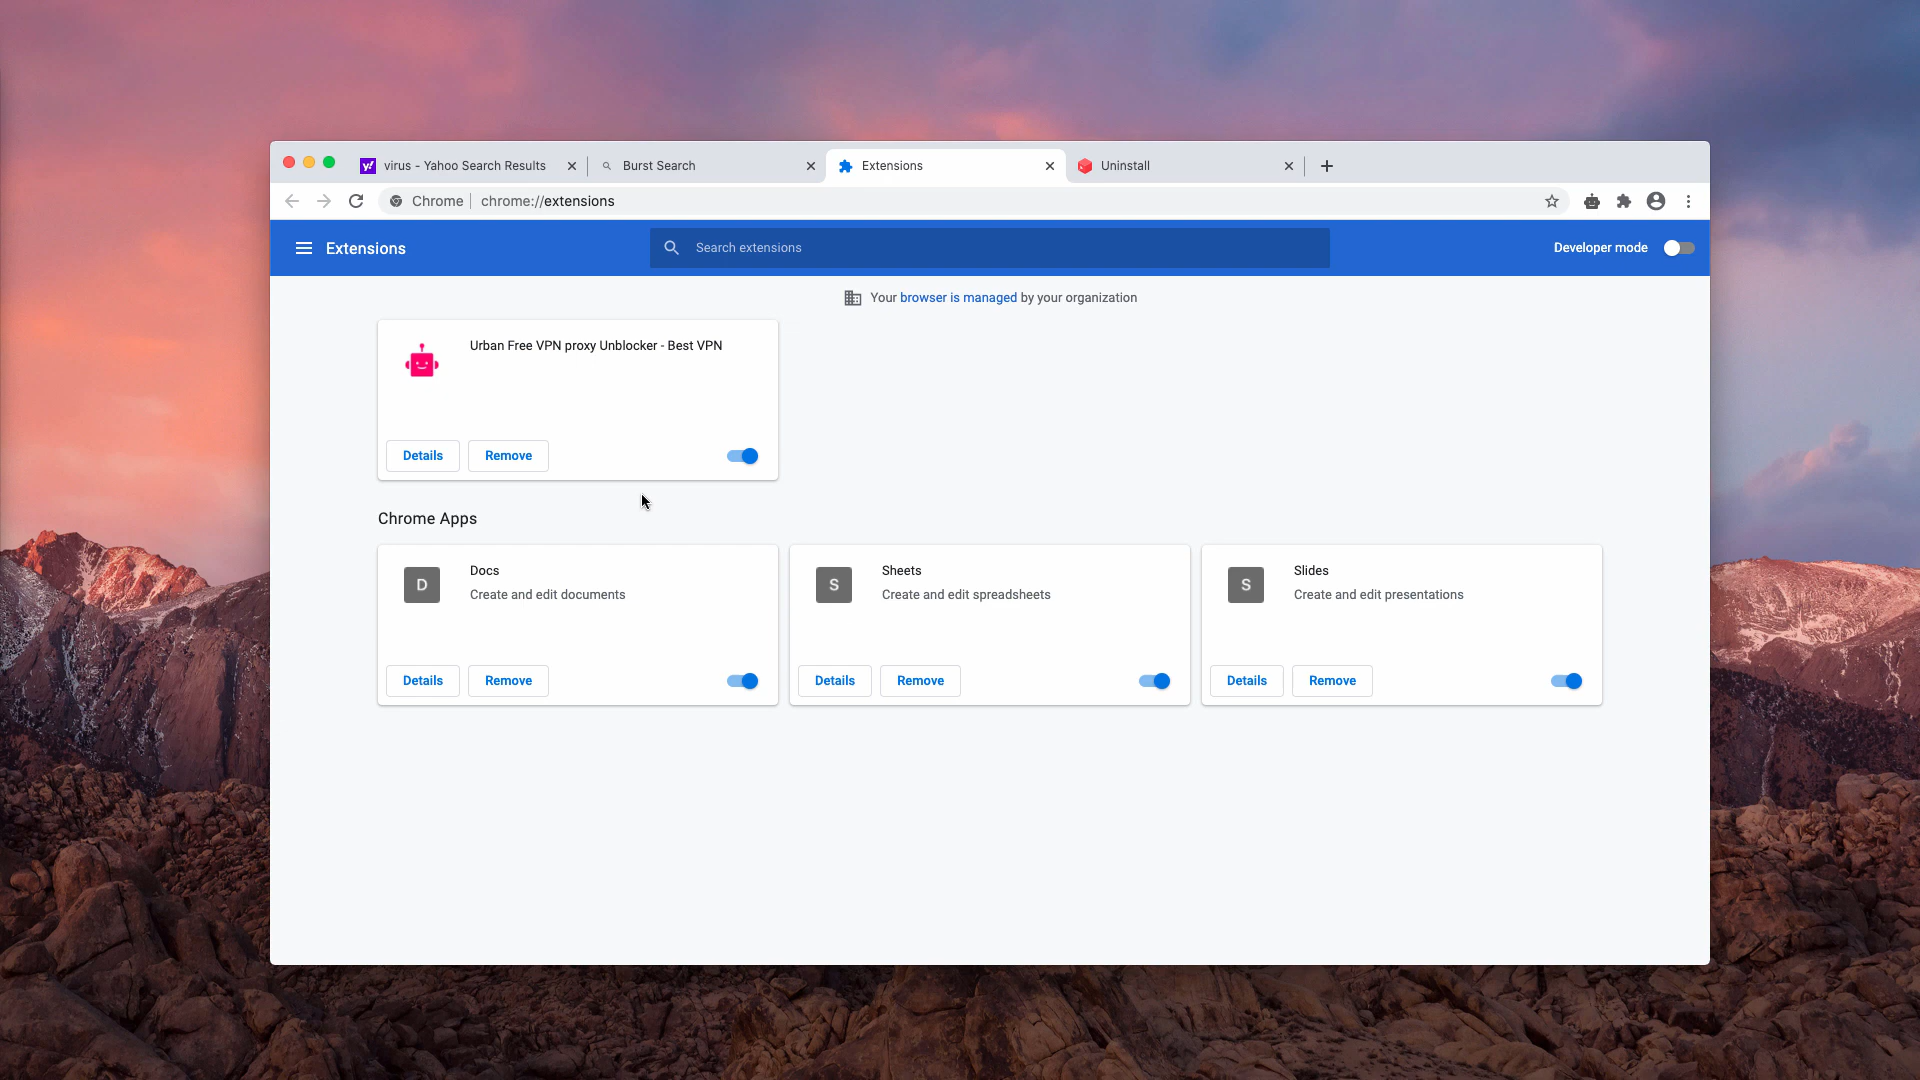 virus - Yahoo Search Results
Burst Search
Extensions
Uninstall
Chrome
chrome://extensions
Extensions
Search extensions
Developer mode
Your browser is managed by your organization
Urban Free VPN proxy Unblocker - Best VPN
Details
Remove
Chrome Apps
D
Docs
Create and edit documents
Details
Remove
S
Sheets
Create and edit spreadsheets
Details
Remove
S
Slides
Create and edit presentations
Details
Remove